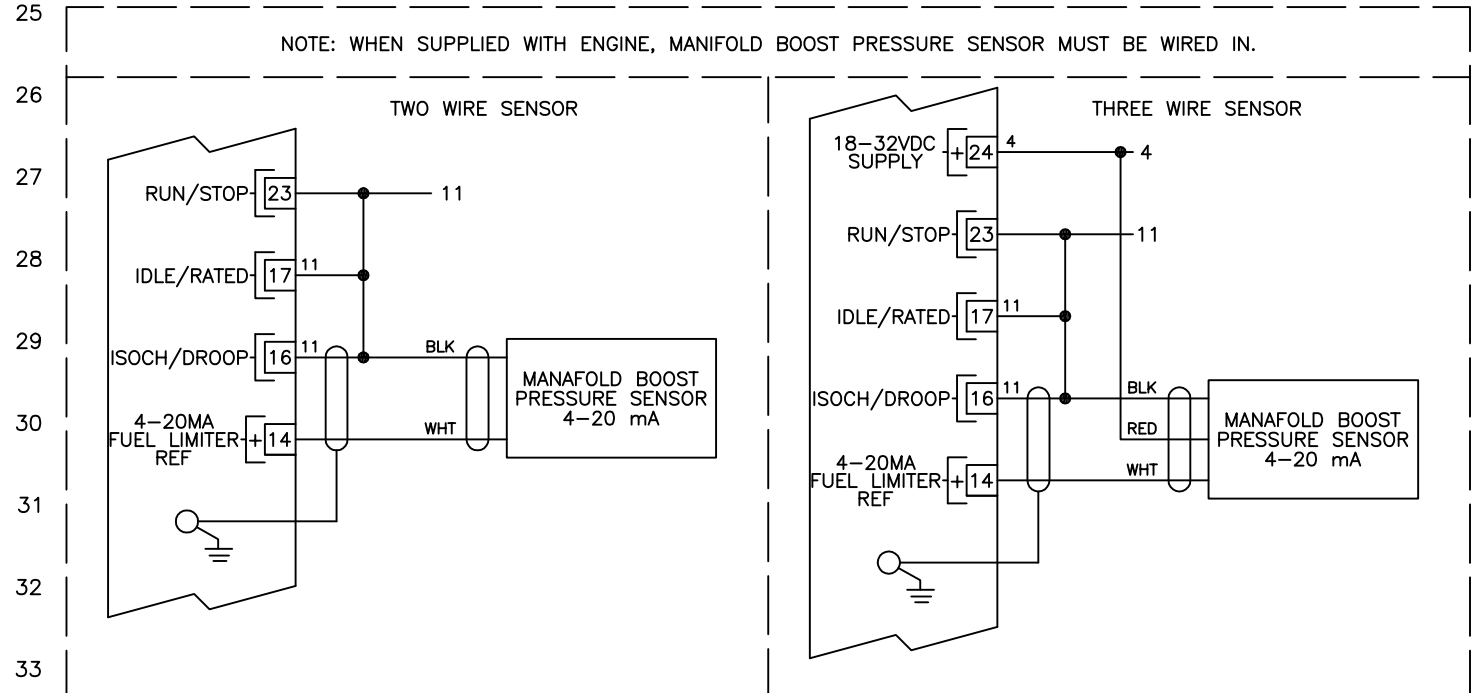 25
NOTE: WHEN SUPPLIED WITH ENGINE, MANIFOLD BOOST PRESSURE SENSOR MUST BE WIRED IN.
26
27
28
29
30
31
32
33
TWO WIRE SENSOR
RUN/STOP
23
11
IDLE/RATED
17
11
ISOCH/DROOP
16
11
BLK
4-20MA
FUEL LIMITER
REF
+
14
WHT
MANAFOLD BOOST
PRESSURE SENSOR
4-20 mA
THREE WIRE SENSOR
18-32VDC
SUPPLY
+
24
4
4
RUN/STOP
23
11
IDLE/RATED
17
11
ISOCH/DROOP
16
11
BLK
RED
4-20MA
FUEL LIMITER
REF
+
14
WHT
MANAFOLD BOOST
PRESSURE SENSOR
4-20 mA